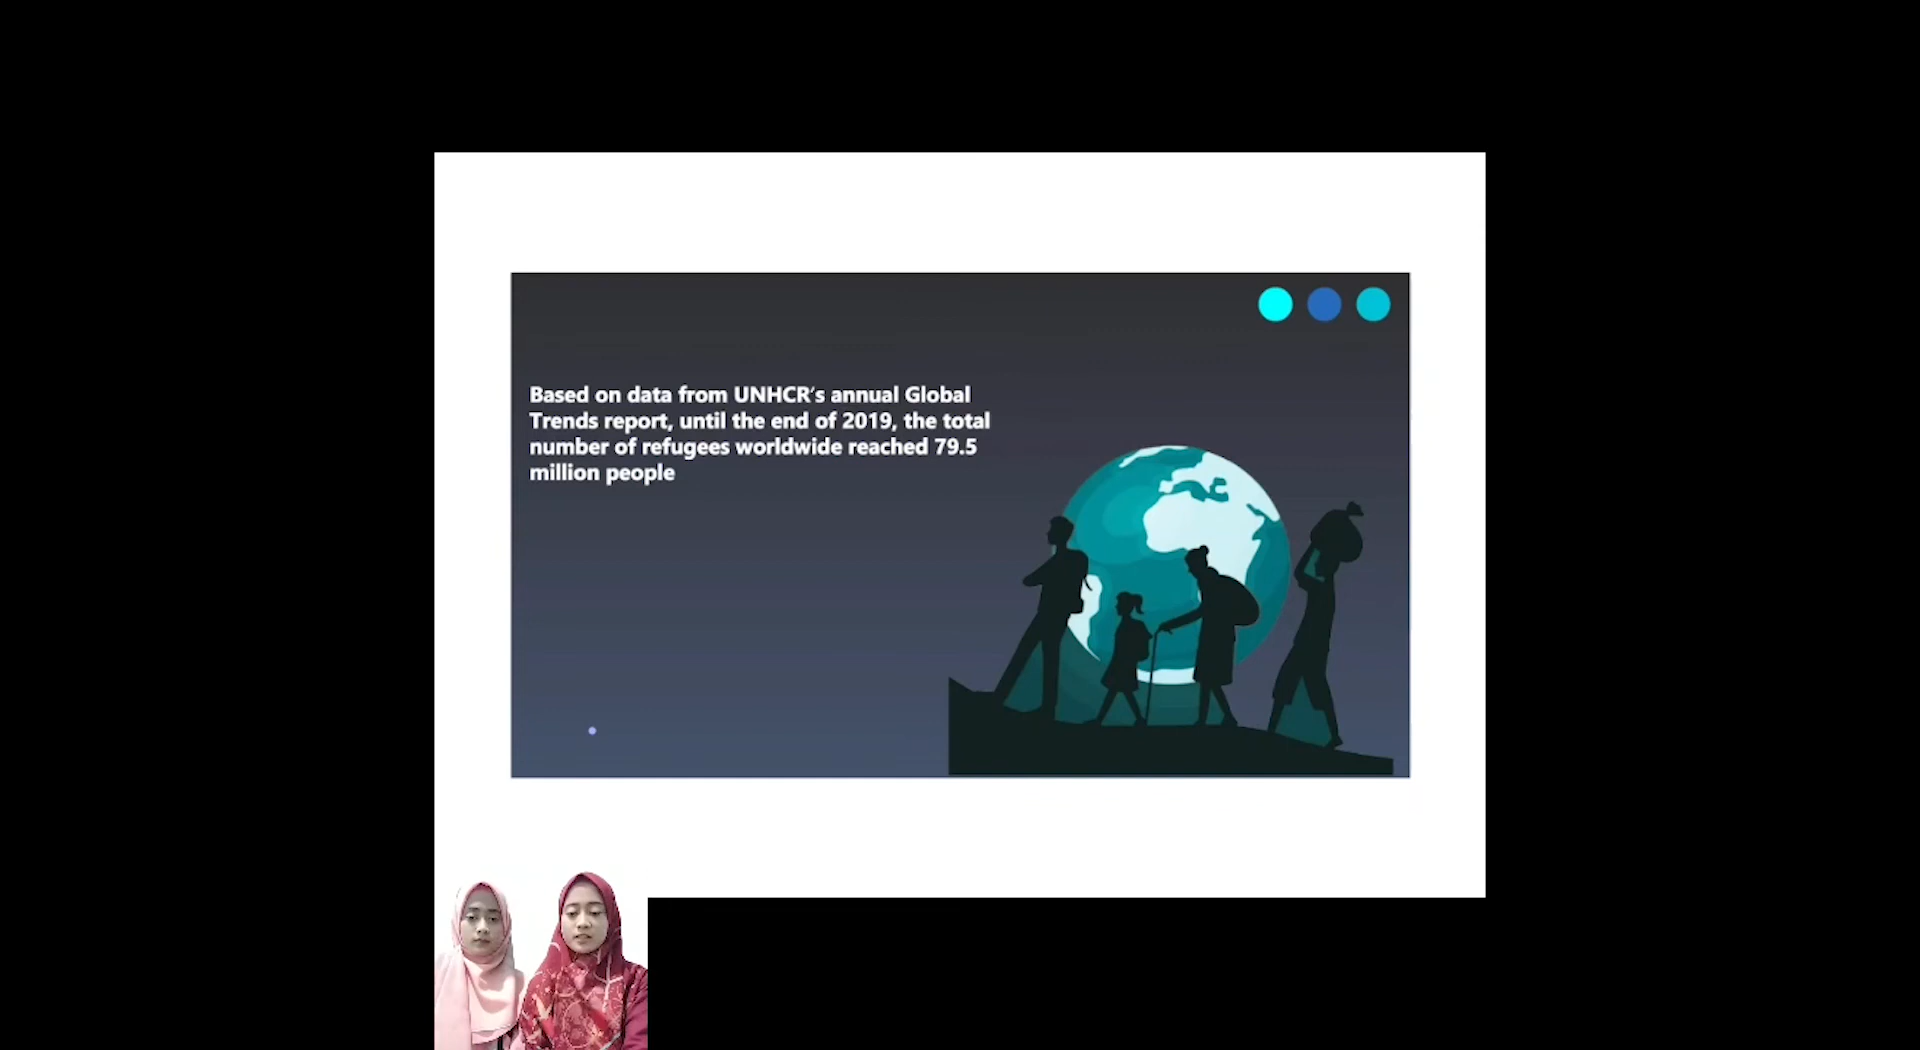 Based on data from UNHCR's annual Global
Trends report, until the end of 2019, the total
number of refugees worldwide reached 79.5
million people